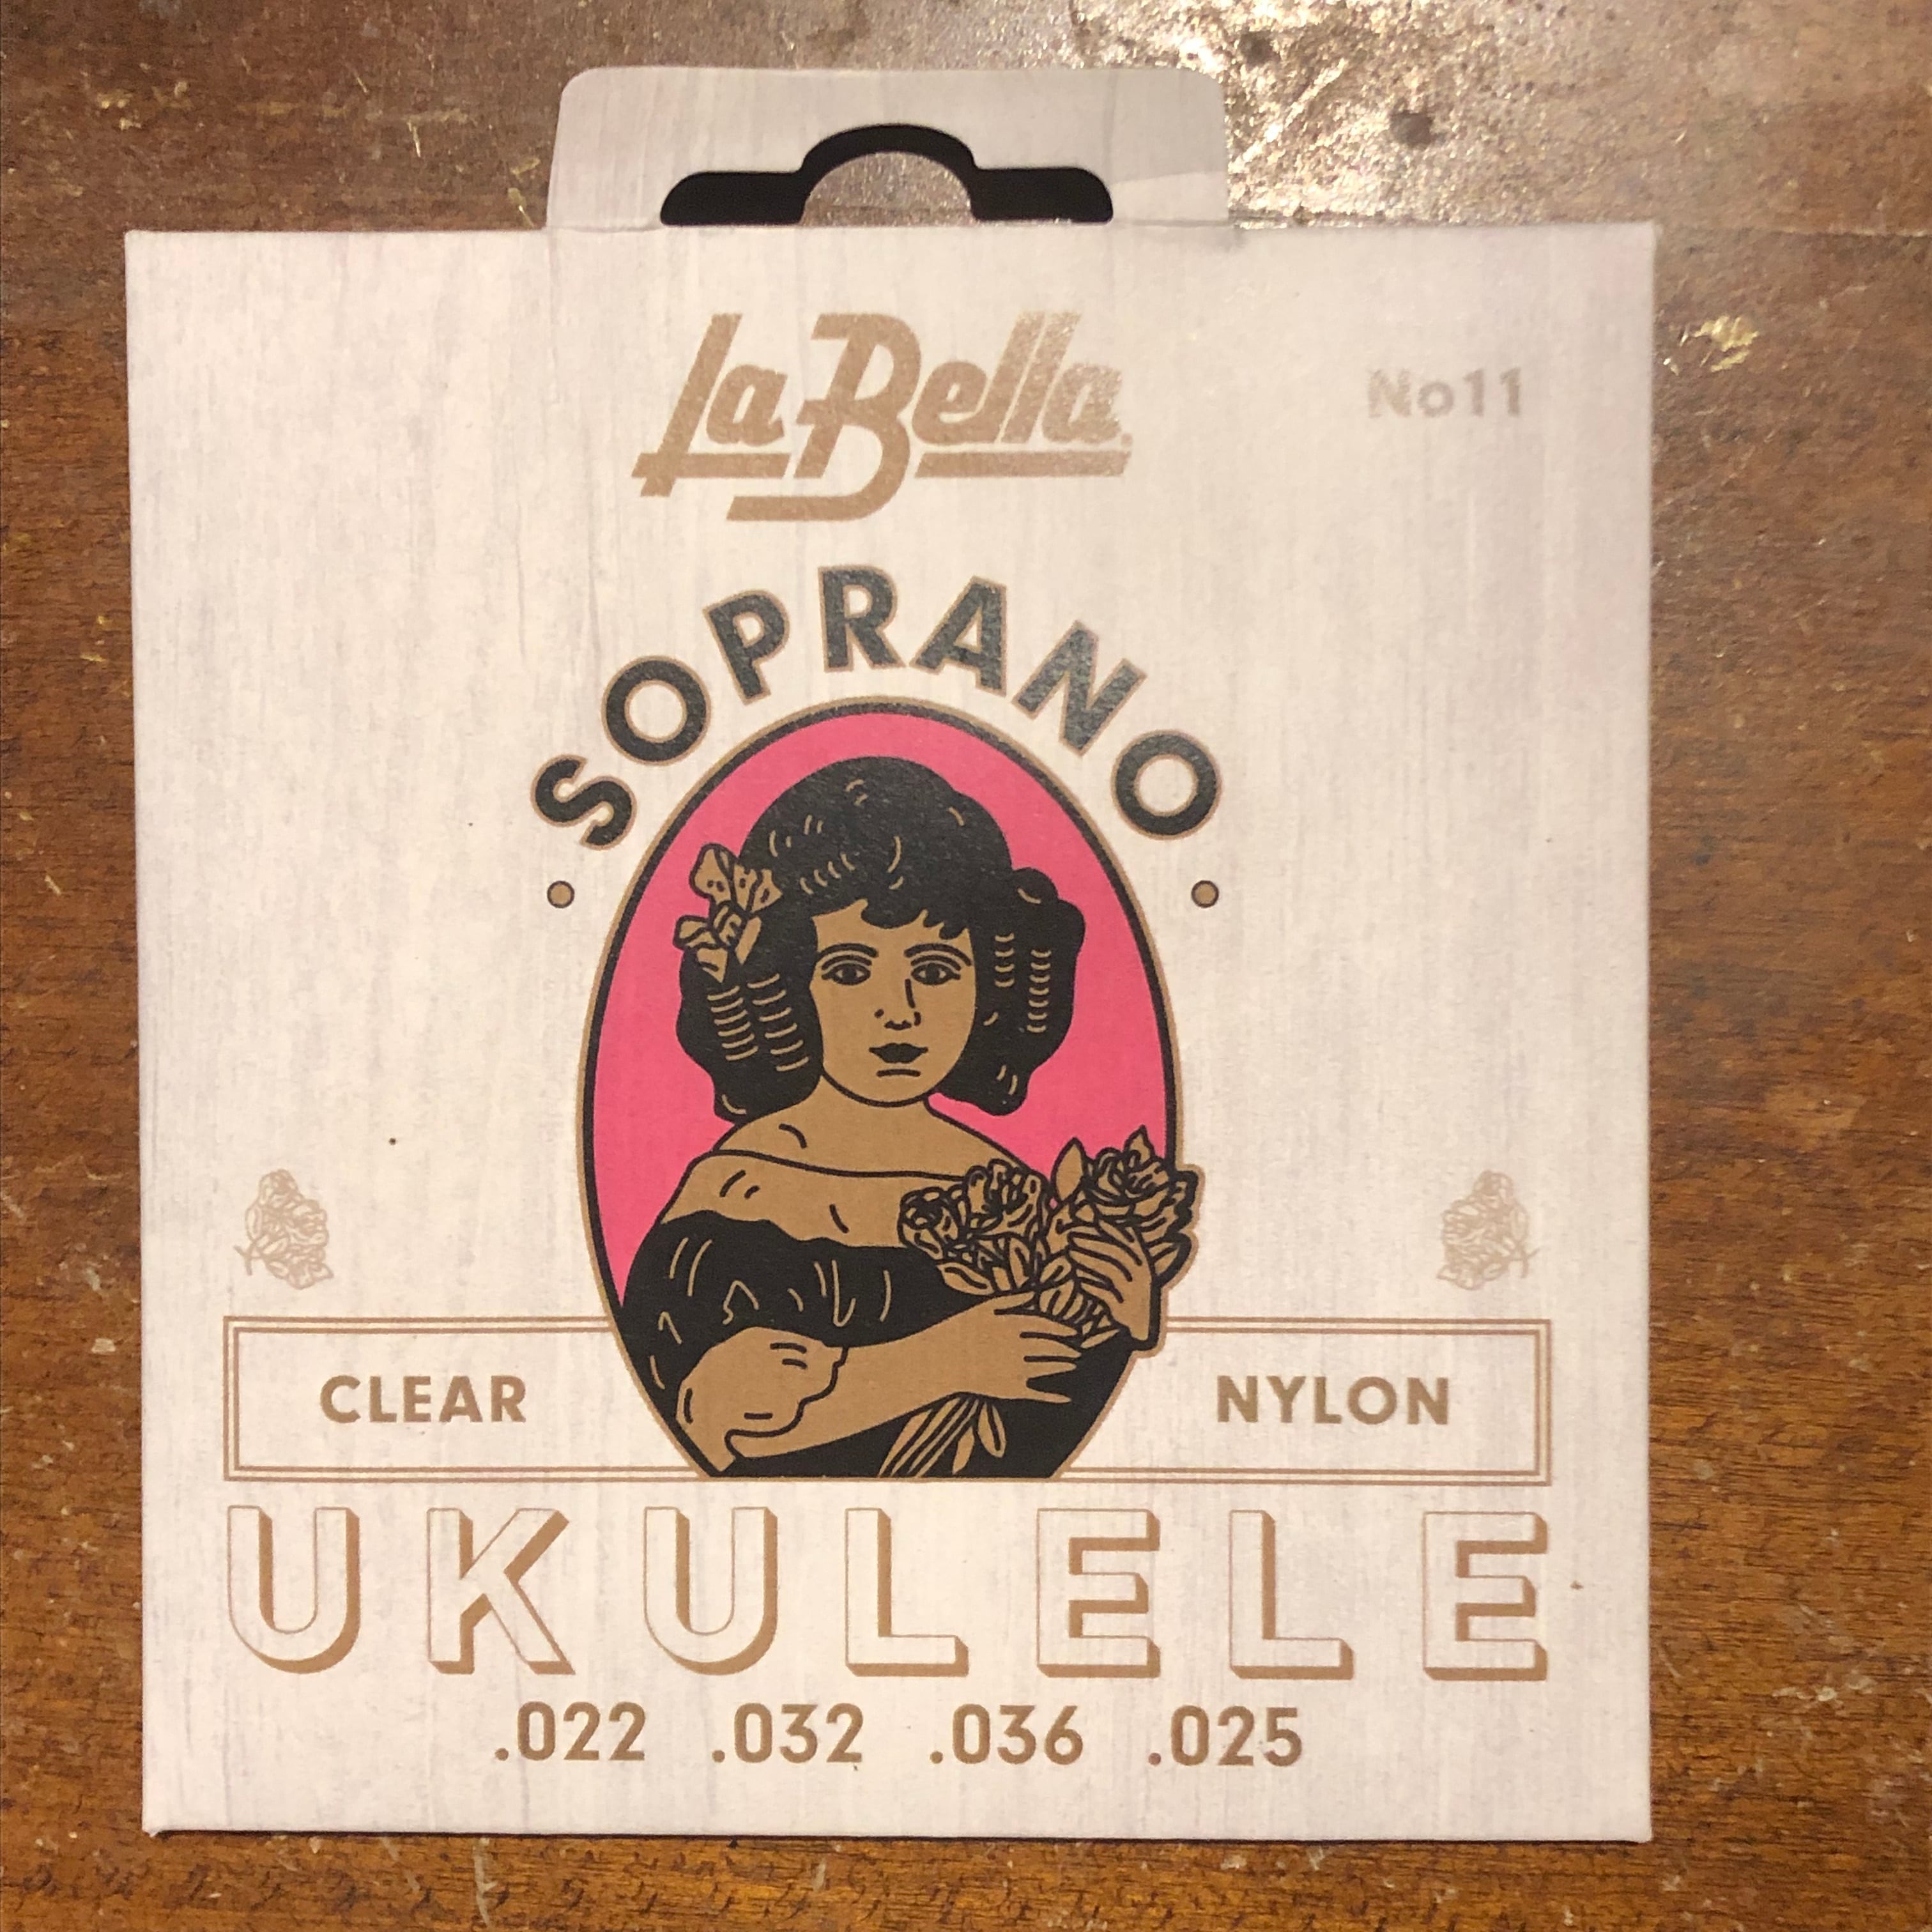 La Bella
No11
SOPRANO
CLEAR NYLON
UKULELE
.022 .032 .036 .025